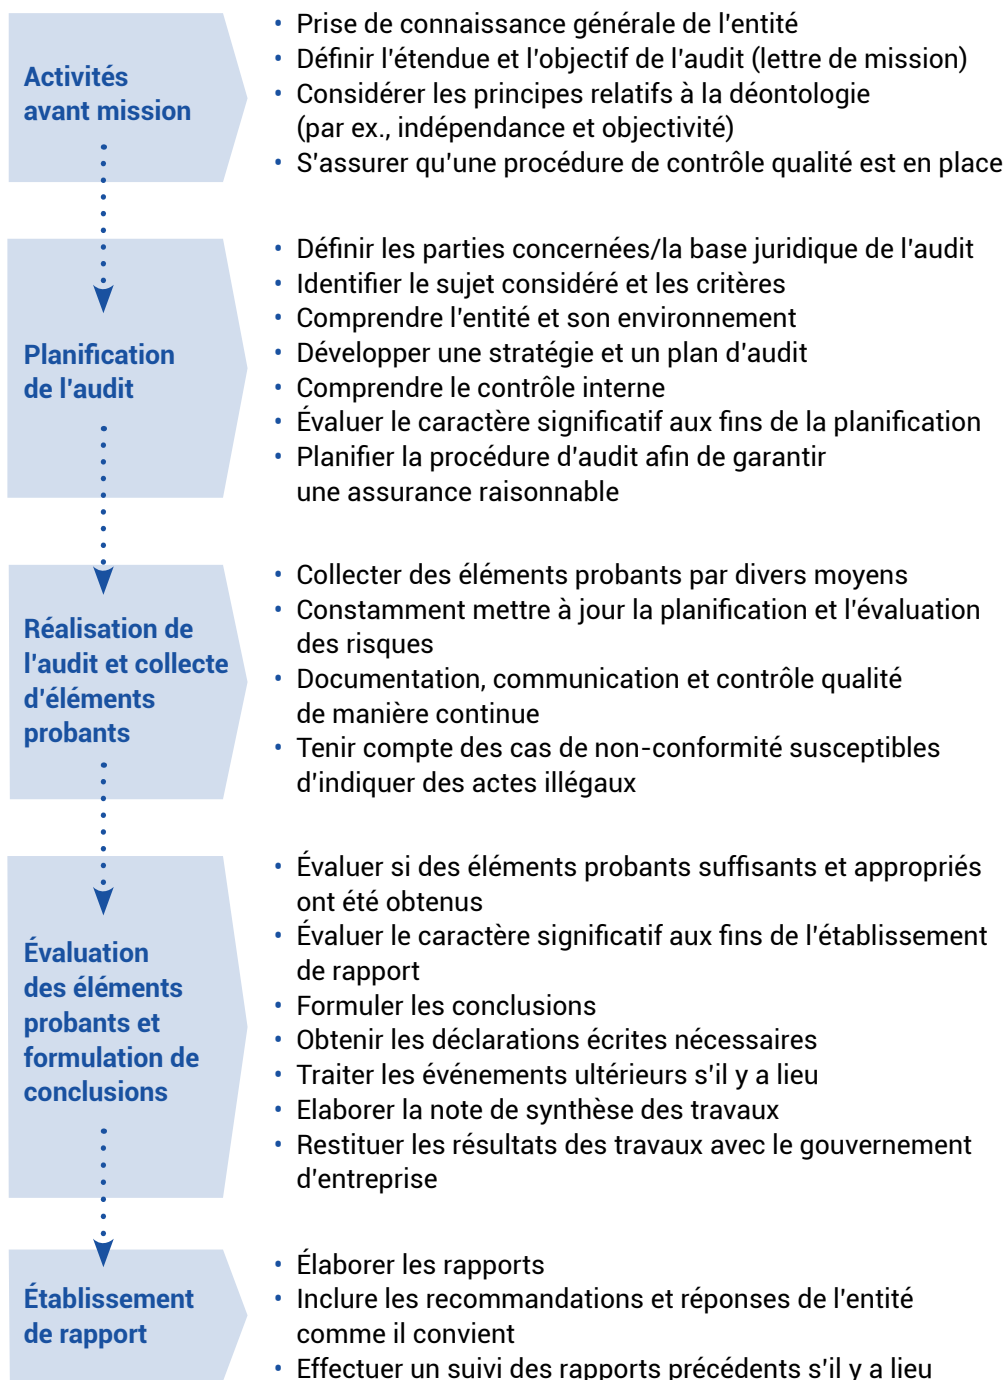 Activités
avant mission
• Prise de connaissance générale de l'entité
• Définir l'étendue et l'objectif de l'audit (lettre de mission)
• Considérer les principes relatifs à la déontologie
(par ex., indépendance et objectivité)
• S'assurer qu'une procédure de contrôle qualité est en place
Planification
de l'audit
• Définir les parties concernées/la base juridique de l'audit
• Identifier le sujet considéré et les critères
• Comprendre l'entité et son environnement
• Développer une stratégie et un plan d'audit
• Comprendre le contrôle interne
• Évaluer le caractère significatif aux fins de la planification
• Planifier la procédure d'audit afin de garantir
une assurance raisonnable
Réalisation de
l'audit et collecte
d'éléments
probants
• Collecter des éléments probants par divers moyens
• Constamment mettre à jour la planification et l'évaluation
des risques
• Documentation, communication et contrôle qualité
de manière continue
• Tenir compte des cas de non-conformité susceptibles
d'indiquer des actes illégaux
Évaluation
des éléments
probants et
formulation de
conclusions
• Évaluer si des éléments probants suffisants et appropriés
ont été obtenus
• Évaluer le caractère significatif aux fins de l'établissement
de rapport
• Formuler les conclusions
• Obtenir les déclarations écrites nécessaires
• Traiter les événements ultérieurs s'il y a lieu
• Elaborer la note de synthèse des travaux
• Restituer les résultats des travaux avec le gouvernement
d'entreprise
Établissement
de rapport
• Élaborer les rapports
• Inclure les recommandations et réponses de l'entité
comme il convient
• Effectuer un suivi des rapports précédents s'il y a lieu